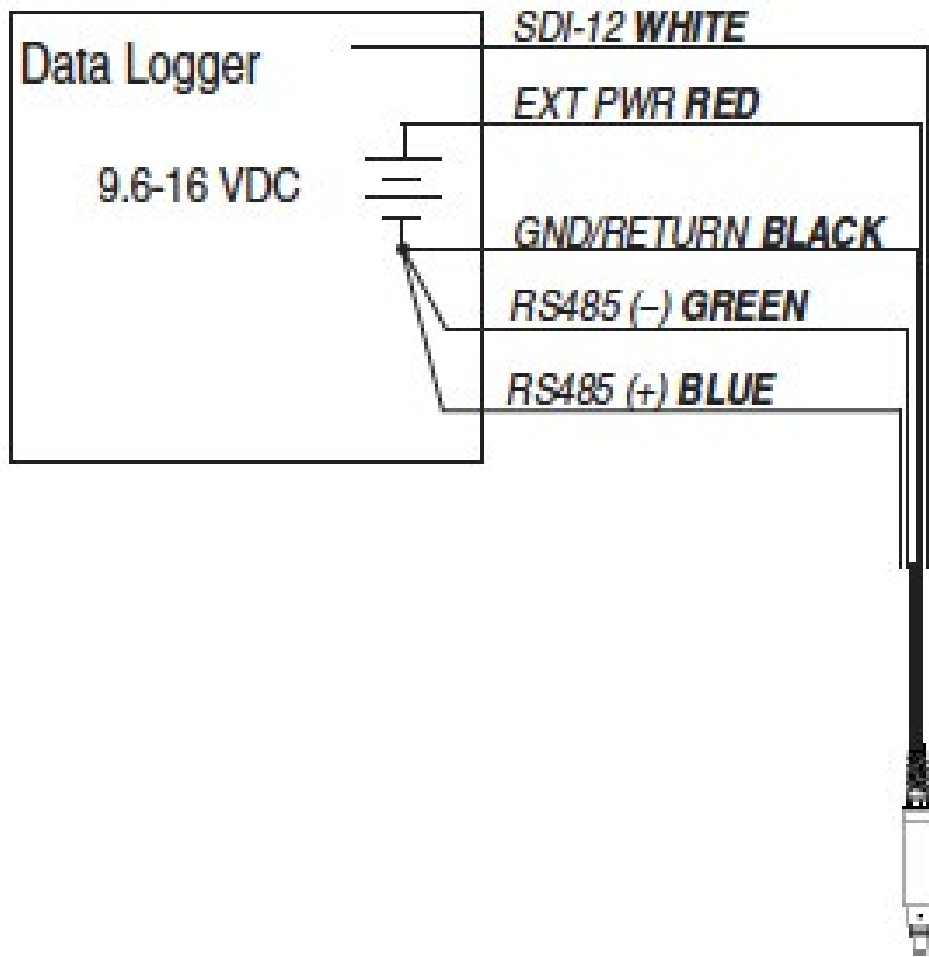 SDI-12 WHITE
Data Logger
EXT PWR RED
9.6-16 VDC
GND/RETURN BLACK
RS485 (–) GREEN
RS485 (+) BLUE